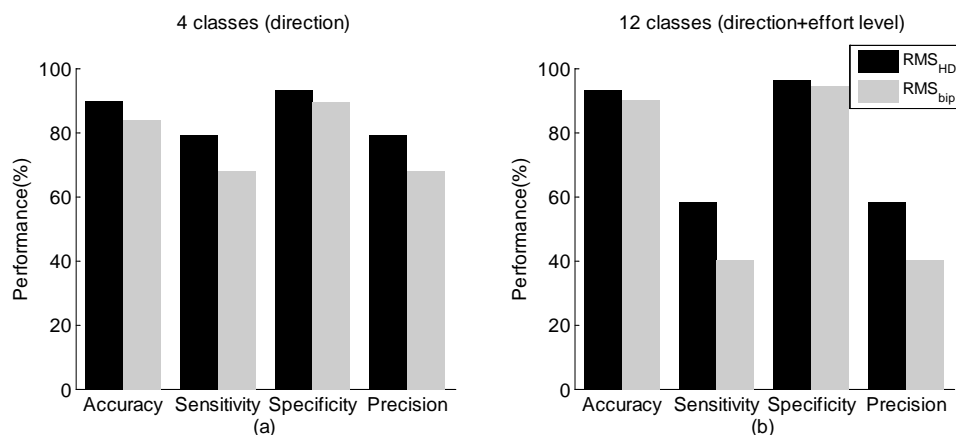 4 classes (direction)
100
80
60
40
20
0
Performance(%)
Accuracy Sensitivity Specificity Precision
(a)
12 classes (direction+effort level)
RMS_HD
RMS_bip
100
80
60
40
20
0
Performance(%)
Accuracy Sensitivity Specificity Precision
(b)